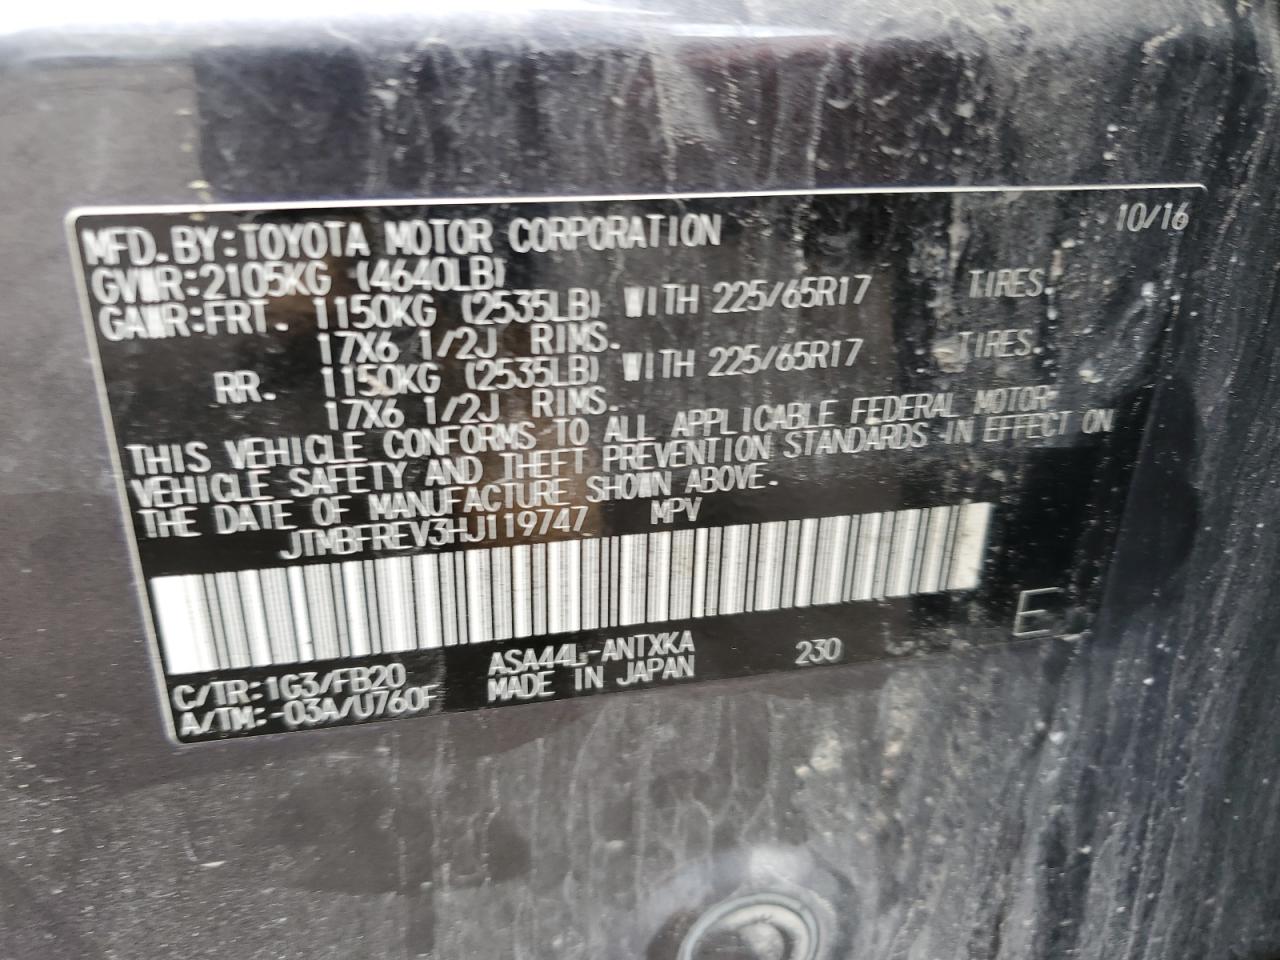 MFD.BY:TOYOTA MOTOR CORPORATION 10/16
GVWR:2105KG (4640LB)
GAWR:FRT. 1150KG (2535LB) WITH 225/65R17 TIRES.
17X6 1/2J RIMS.
RR. 1150KG (2535LB) WITH 225/65R17 TIRES.
17X6 1/2J RIMS.
THIS VEHICLE CONFORMS TO ALL APPLICABLE FEDERAL MOTOR
VEHICLE SAFETY AND THEFT PREVENTION STANDARDS IN EFFECT ON
THE DATE OF MANUFACTURE SHOWN ABOVE.
JTMBFREV3HJ119747 MPV
E
C/TR:1G3/FB20 ASA44L-ANTXKA 230
A/TM:-03A/U760F MADE IN JAPAN